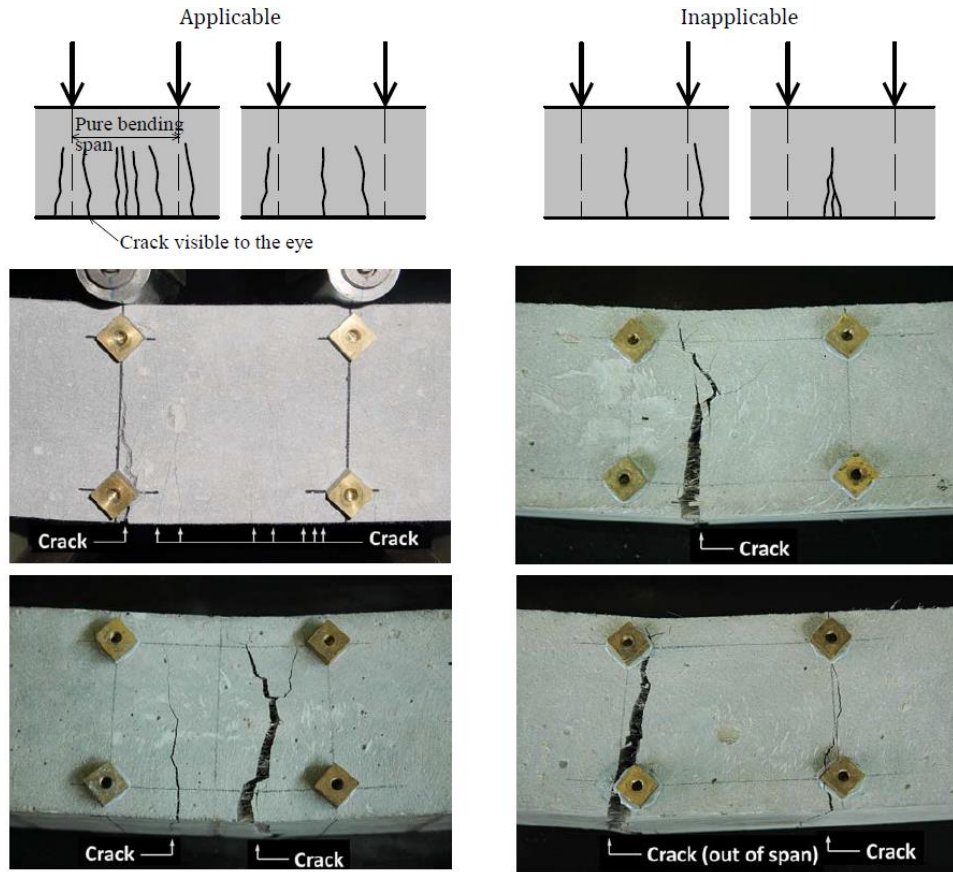 Applicable
Inapplicable
Pure bending
span
Crack visible to the eye
Crack
Crack
Crack
Crack
Crack
Crack (out of span)
Crack